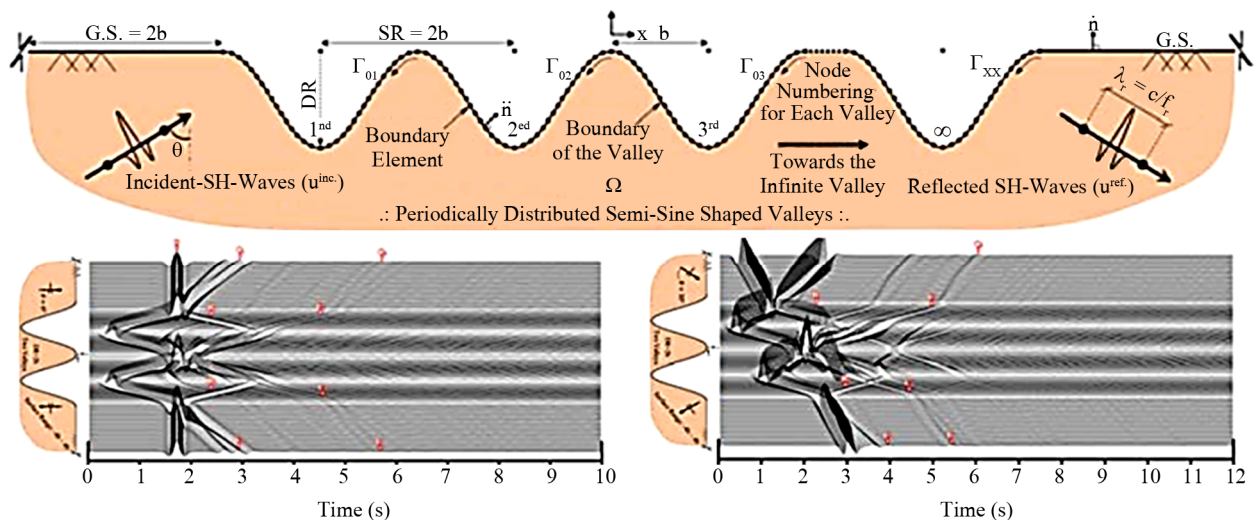 G.S. = 2b
SR = 2b
x b
ṅ
G.S.
Γ01
Γ02
Γ03
ΓXX
DR
Node
Numbering
for Each Valley
λr = c/fr
n̈
1nd
2ed
3rd
∞
θ
Boundary
Element
Boundary
of the Valley
Towards the
Infinite Valley
Incident-SH-Waves (uinc.)
Ω
Reflected SH-Waves (uref.)
.: Periodically Distributed Semi-Sine Shaped Valleys :.
0 1 2 3 4 5 6 7 8 9 10
Time (s)
0 1 2 3 4 5 6 7 8 9 10 11 12
Time (s)